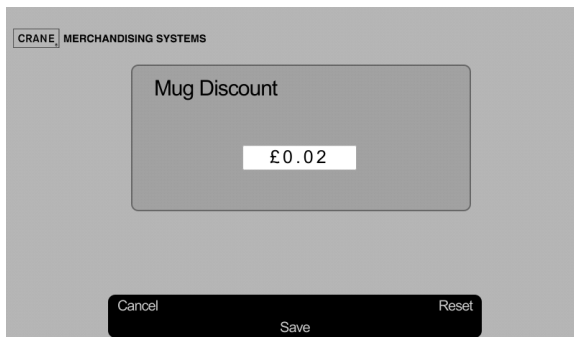 CRANE MERCHANDISING SYSTEMS
Mug Discount
£0.02
Cancel Reset
Save